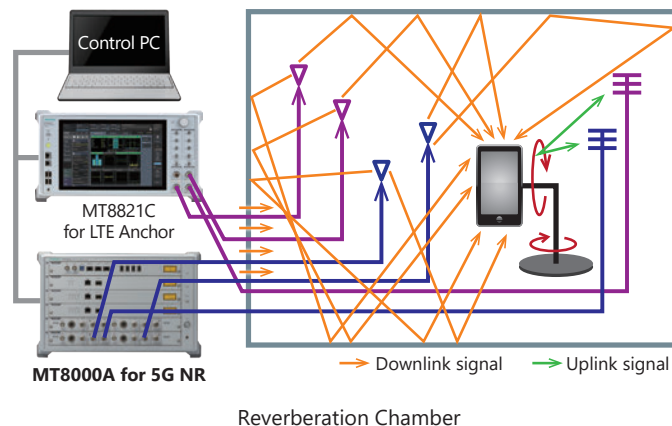 Control PC
MT8821C
for LTE Anchor
MT8000A for 5G NR
Downlink signal
Uplink signal
Reverberation Chamber